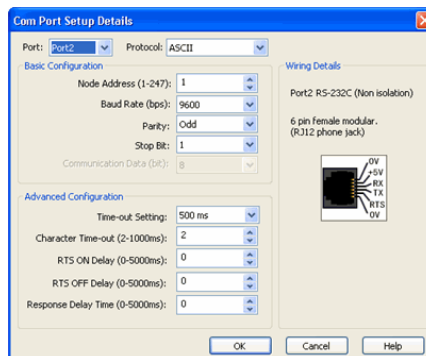 Com Port Setup Details
Port: Port2 Protocol: ASCII
Basic Configuration
Node Address (1-247): 1
Baud Rate (bps): 9600
Parity: Odd
Stop Bit: 1
Communication Data (bit): 8
Advanced Configuration
Time-out Setting: 500 ms
Character Time-out (2-1000ms): 2
RTS ON Delay (0-5000ms): 0
RTS OFF Delay (0-5000ms): 0
Response Delay Time (0-5000ms): 0
Wiring Details
Port2 RS-232C (Non isolation)
6 pin female modular.
(RJ12 phone jack)
0V
+5V
RX
TX
RTS
0V
OK Cancel Help